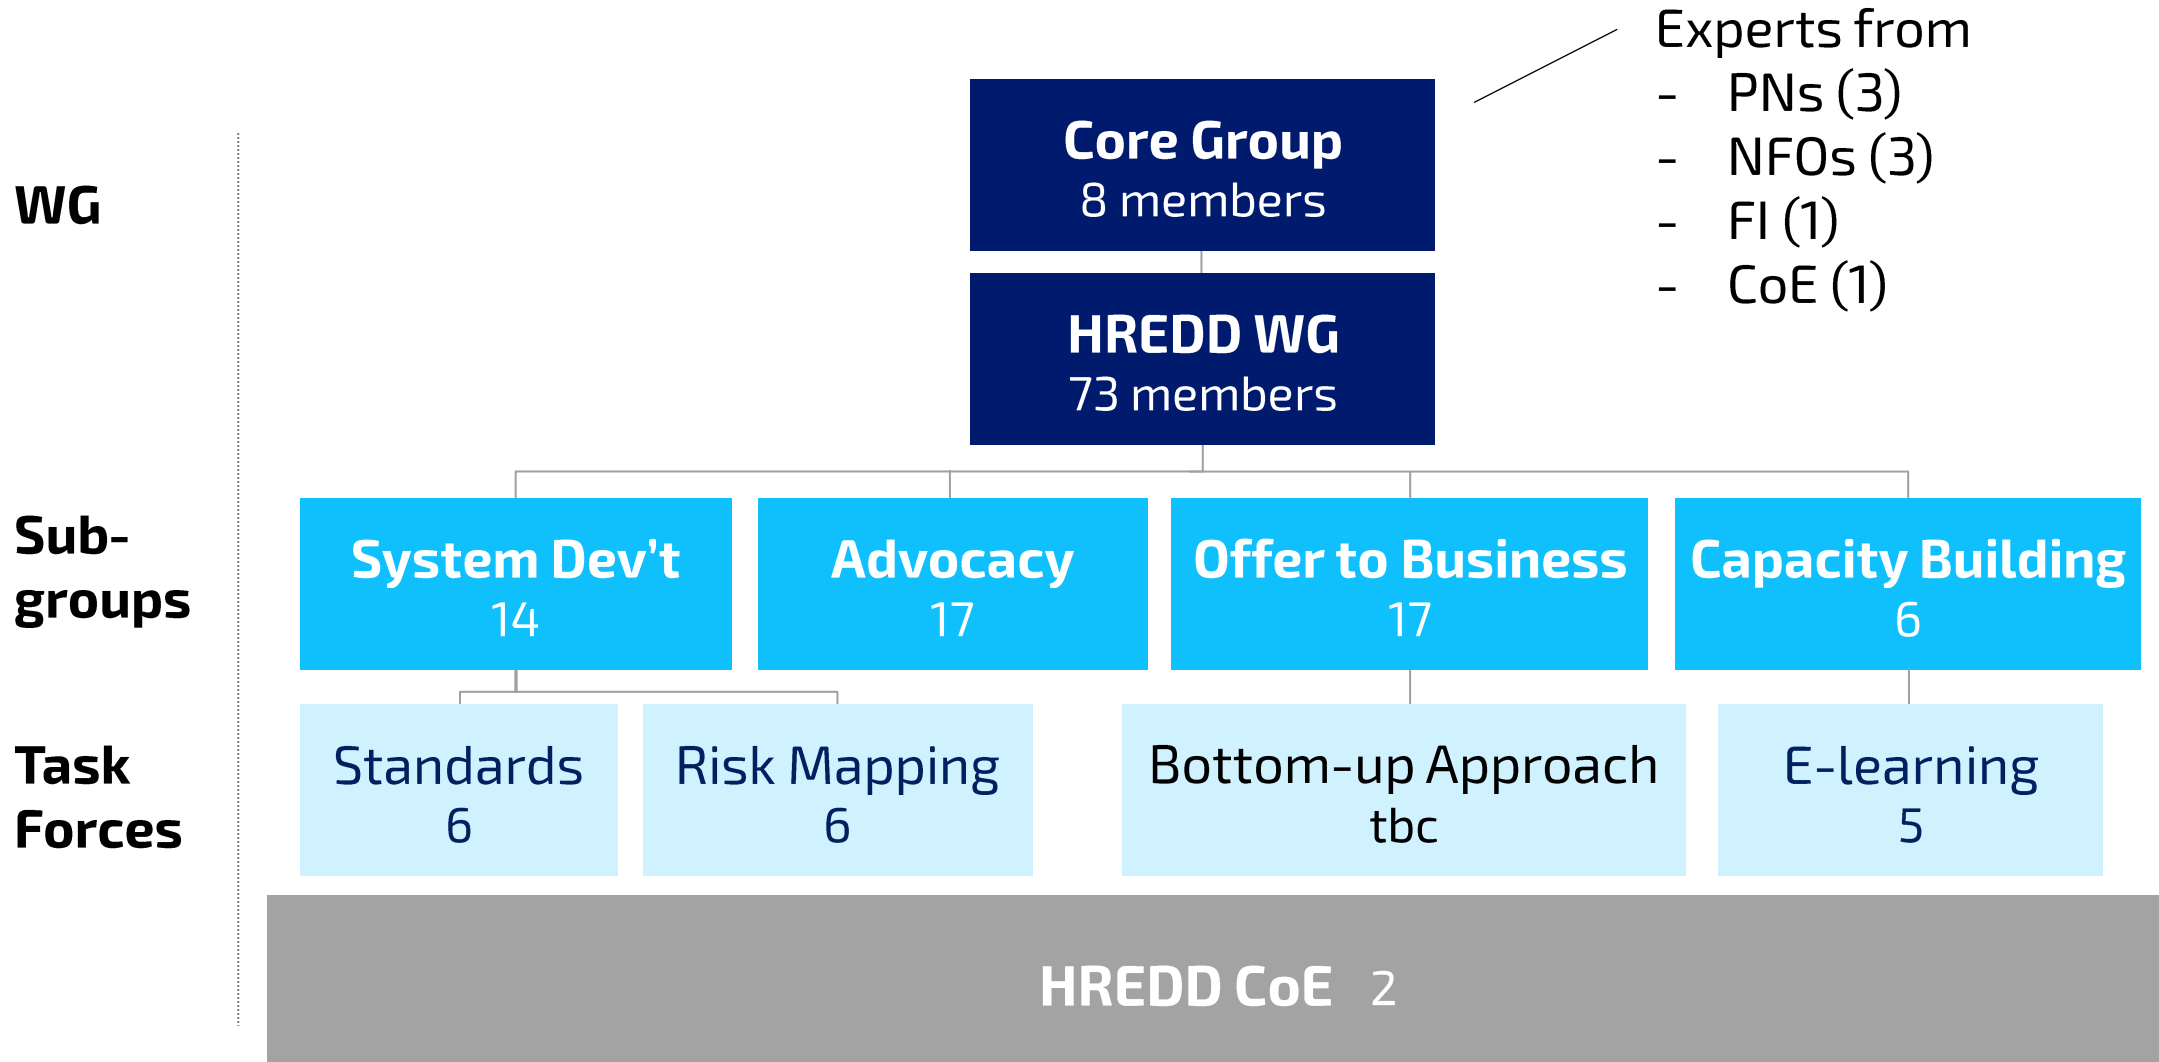 Experts from
- PNs (3)
- NFOs (3)
- FI (1)
- CoE (1)
WG
Core Group
8 members
HREDD WG
73 members
Sub-
groups
System Dev’t
14
Advocacy
17
Offer to Business
17
Capacity Building
6
Task
Forces
Standards
6
Risk Mapping
6
Bottom-up Approach
tbc
E-learning
5
HREDD CoE 2